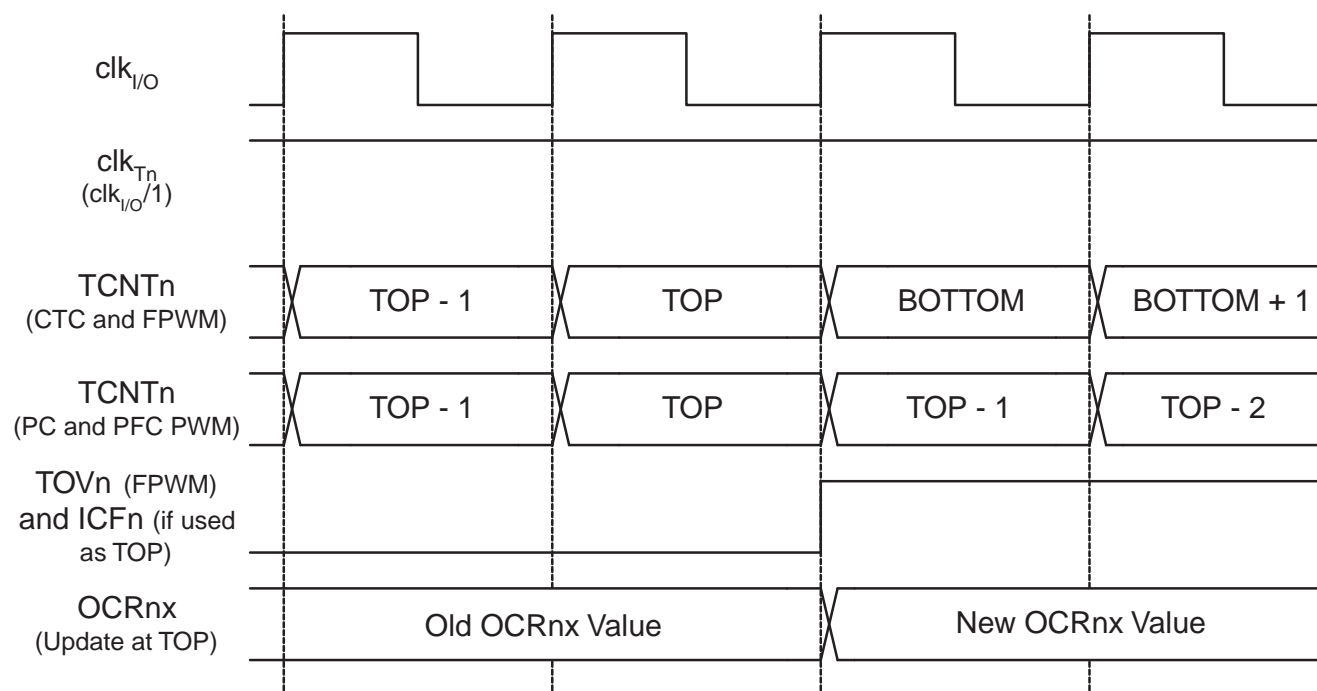 clkI/O
clkTn
(clkI/O/1)
TCNTn
(CTC and FPWM)
TOP - 1 TOP BOTTOM BOTTOM + 1
TCNTn
(PC and PFC PWM)
TOP - 1 TOP TOP - 1 TOP - 2
TOVn (FPWM)
and ICFn (if used
as TOP)
OCRnx
(Update at TOP)
Old OCRnx Value New OCRnx Value